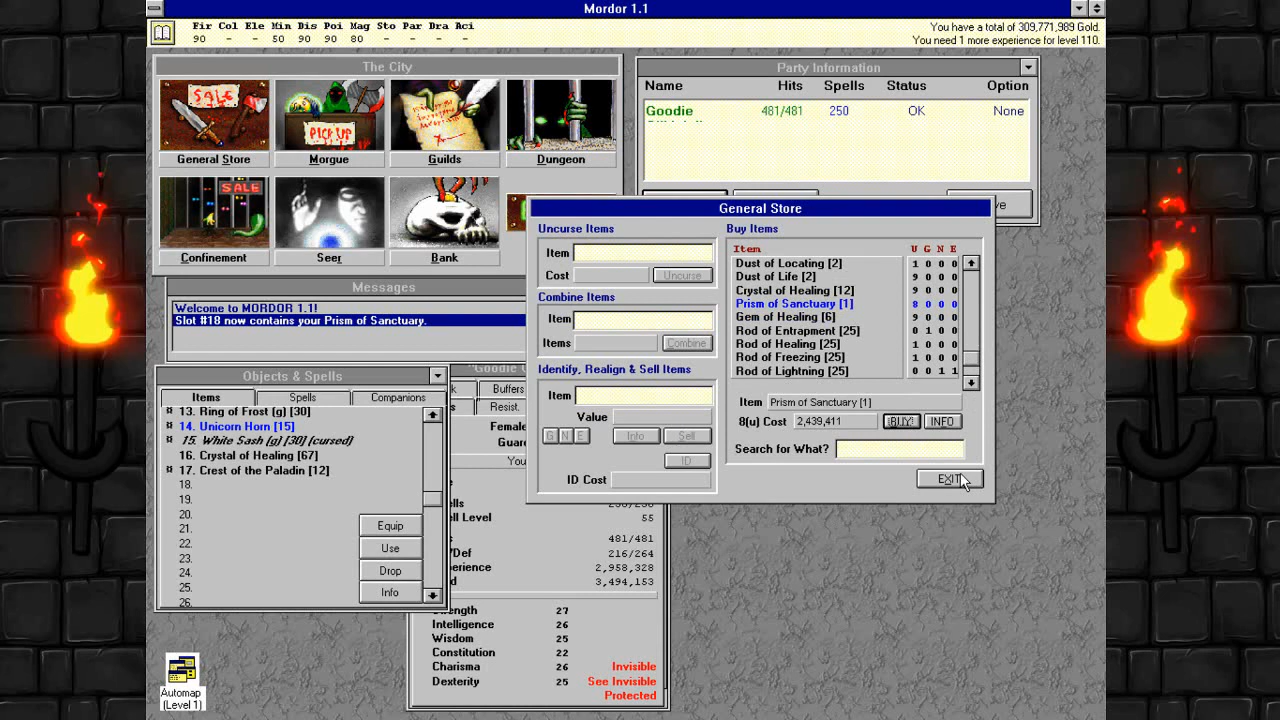 Mordor 1.1
Fir Col Ele Min Dis Poi Mag Sto Par Dra Aci
90 - - 50 90 90 80 - - - -
You have a total of 309,771,989 Gold.
You need 1 more experience for level 110.
The City
SALE
PICK UP
General Store
Morgue
Guilds
Dungeon
SALE
Confinement
Seer
Bank
Party Information
Name Hits Spells Status Option
Goodie 481/481 250 OK None
Messages
Welcome to MORDOR 1.1!
Slot #18 now contains your Prism of Sanctuary.
General Store
Uncurse Items
Item
Cost
Uncurse
Combine Items
Item
Items
Combine
Identify, Realign & Sell Items
Item
Value
G N E
Info
Sell
ID
ID Cost
Buy Items
Item U G N E
Dust of Locating [2] 1 0 0 0
Dust of Life [2] 9 0 0 0
Crystal of Healing [12] 9 0 0 0
Prism of Sanctuary [1] 8 0 0 0
Gem of Healing [6] 9 0 0 0
Rod of Entrapment [25] 0 1 0 0
Rod of Healing [25] 1 0 0 0
Rod of Freezing [25] 1 0 0 0
Rod of Lightning [25] 0 0 1 1
Item Prism of Sanctuary [1]
8(u) Cost 2,439,411 BUY! INFO
Search for What?
EXIT
Objects & Spells
Items Spells Companions
¤ 13. Ring of Frost (g) [30]
¤ 14. Unicorn Horn [15]
¤ 15. White Sash (g) [30] (cursed)
16. Crystal of Healing [67]
¤ 17. Crest of the Paladin [12]
18.
19.
20.
21.
22.
23.
24.
25.
26.
Equip
Use
Drop
Info
"Goodie
Buffers
Resist.
Female
Guar
You
55
481/481
/Def 216/264
perience 2,958,328
d 3,494,153
Strength 27
Intelligence 26
Wisdom 25
Constitution 22
Charisma 26 Invisible
Dexterity 25 See Invisible
Protected
Automap
(Level 1)